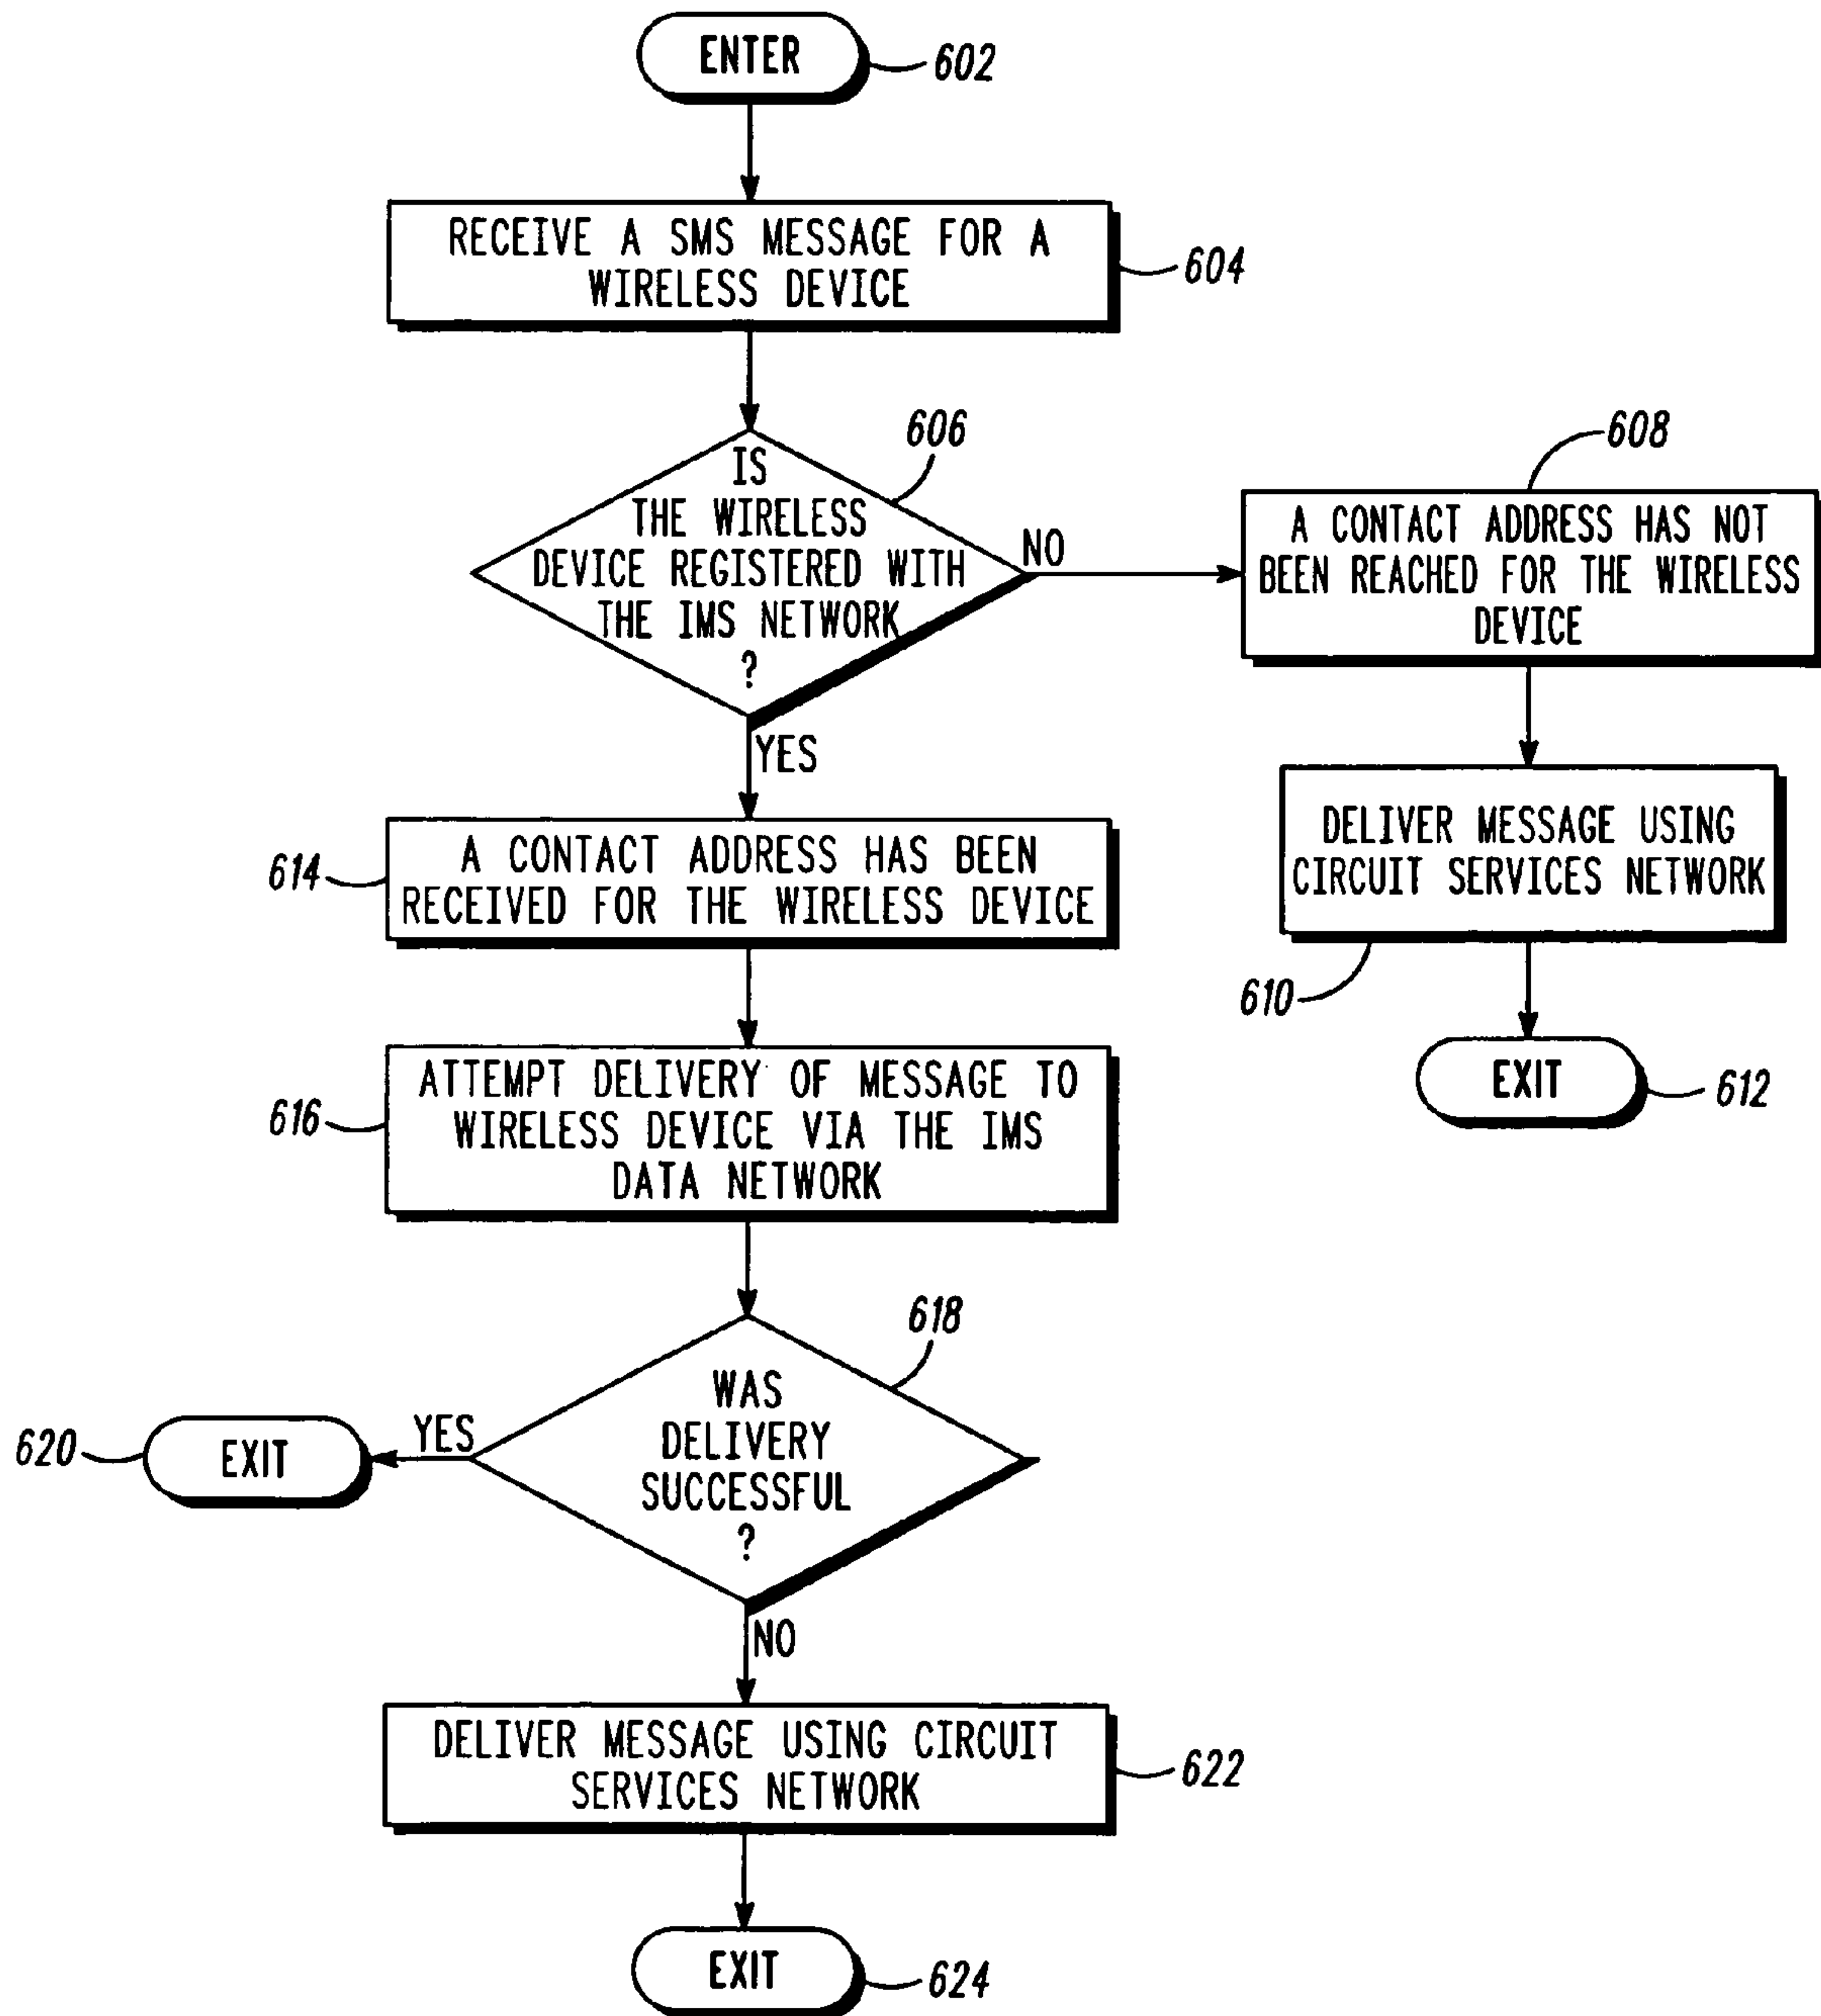 ENTER
602
RECEIVE A SMS MESSAGE FOR A
WIRELESS DEVICE
604
606
IS
THE WIRELESS
DEVICE REGISTERED WITH
THE IMS NETWORK
?
NO
608
A CONTACT ADDRESS HAS NOT
BEEN REACHED FOR THE WIRELESS
DEVICE
YES
DELIVER MESSAGE USING
CIRCUIT SERVICES NETWORK
610
EXIT
612
614
A CONTACT ADDRESS HAS BEEN
RECEIVED FOR THE WIRELESS DEVICE
616
ATTEMPT DELIVERY OF MESSAGE TO
WIRELESS DEVICE VIA THE IMS
DATA NETWORK
618
WAS
DELIVERY
SUCCESSFUL
?
YES
620
EXIT
NO
DELIVER MESSAGE USING CIRCUIT
SERVICES NETWORK
622
EXIT
624